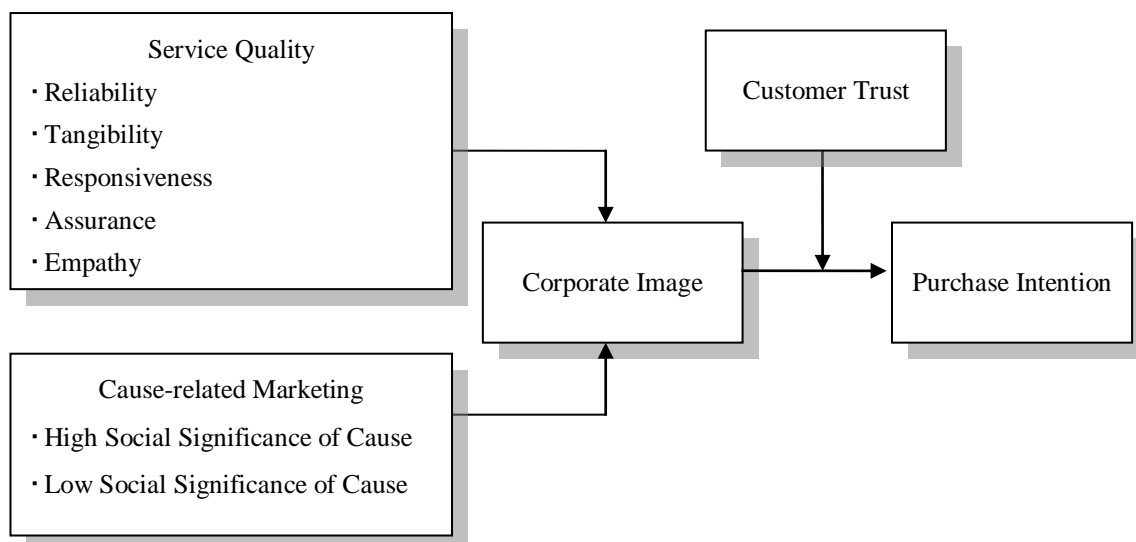 Service Quality
· Reliability
· Tangibility
· Responsiveness
· Assurance
· Empathy
Customer Trust
Corporate Image
Purchase Intention
Cause-related Marketing
· High Social Significance of Cause
· Low Social Significance of Cause